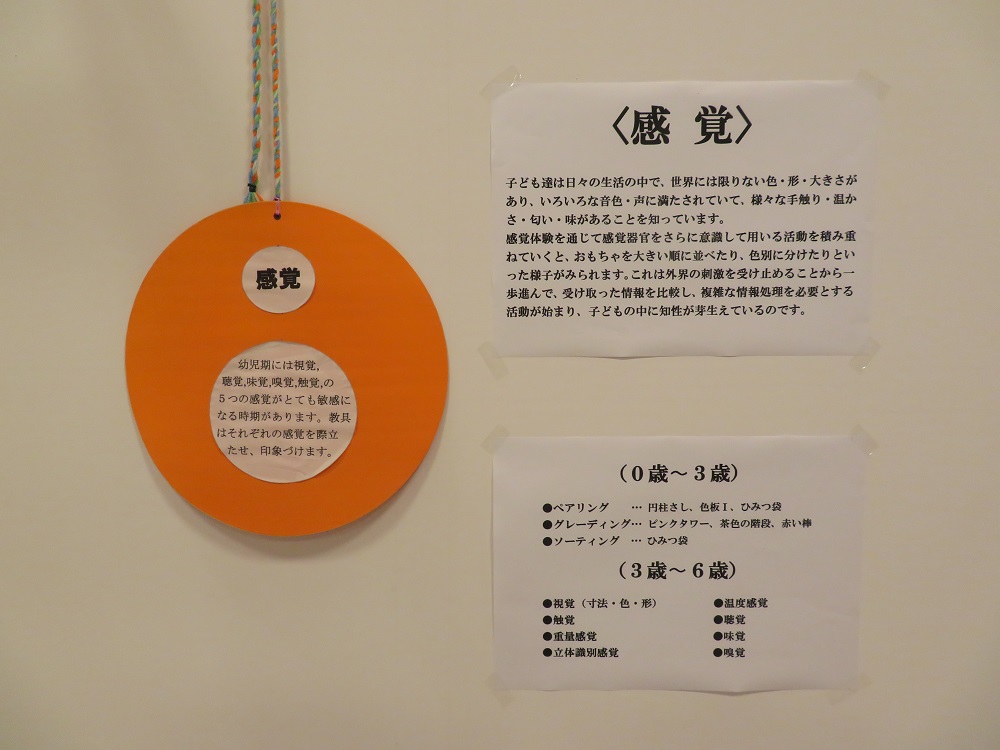 感覚
幼児期には視覚,
聴覚,味覚,嗅覚,触覚,の
５つの感覚がとても敏感に
なる時期があります。教具
はそれぞれの感覚を際立
たせ、印象づけます。
〈感 覚〉
子ども達は日々の生活の中で、世界には限りない色・形・大きさが
あり、いろいろな音色・声に満たされていて、様々な手触り・温か
さ・匂い・味があることを知っています。
感覚体験を通じて感覚器官をさらに意識して用いる活動を積み重
ねていくと、おもちゃを大きい順に並べたり、色別に分けたりとい
った様子がみられます。これは外界の刺激を受け止めることから一
歩進んで、受け取った情報を比較し、複雑な情報処理を必要とする
活動が始まり、子どもの中に知性が芽生えているのです。
（０歳～３歳）
●ペアリング　… 円柱さし、色板Ⅰ、ひみつ袋
●グレーディング… ピンクタワー、茶色の階段、赤い棒
●ソーティング　… ひみつ袋
（３歳～６歳）
●視覚（寸法・色・形）　●温度感覚
●触覚　●聴覚
●重量感覚　●味覚
●立体識別感覚　●嗅覚